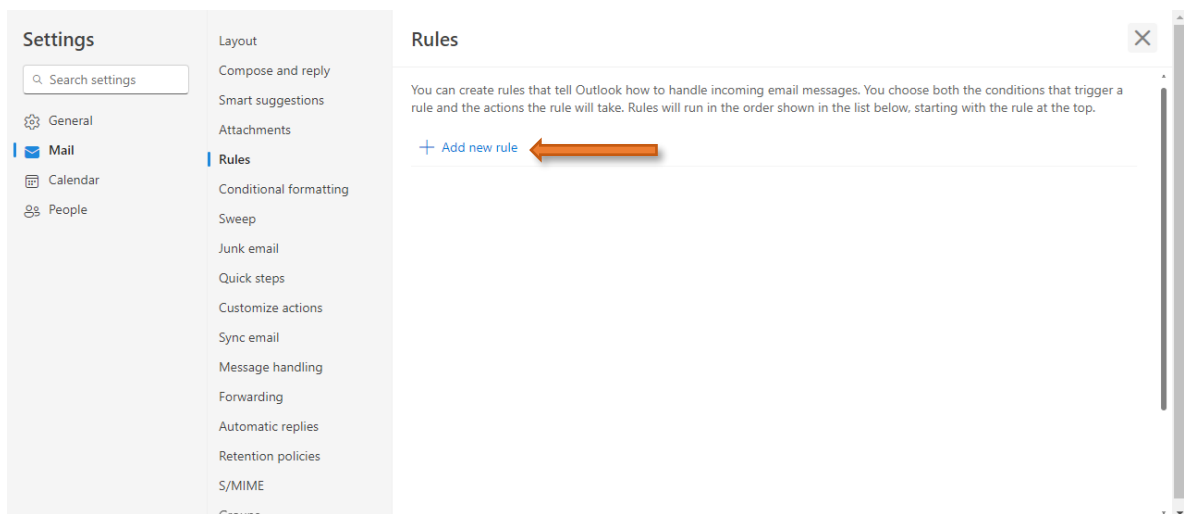 Settings
Search settings
General
Mail
Calendar
People
Layout
Compose and reply
Smart suggestions
Attachments
Rules
Conditional formatting
Sweep
Junk email
Quick steps
Customize actions
Sync email
Message handling
Forwarding
Automatic replies
Retention policies
S/MIME
Rules
You can create rules that tell Outlook how to handle incoming email messages. You choose both the conditions that trigger a
rule and the actions the rule will take. Rules will run in the order shown in the list below, starting with the rule at the top.
Add new rule